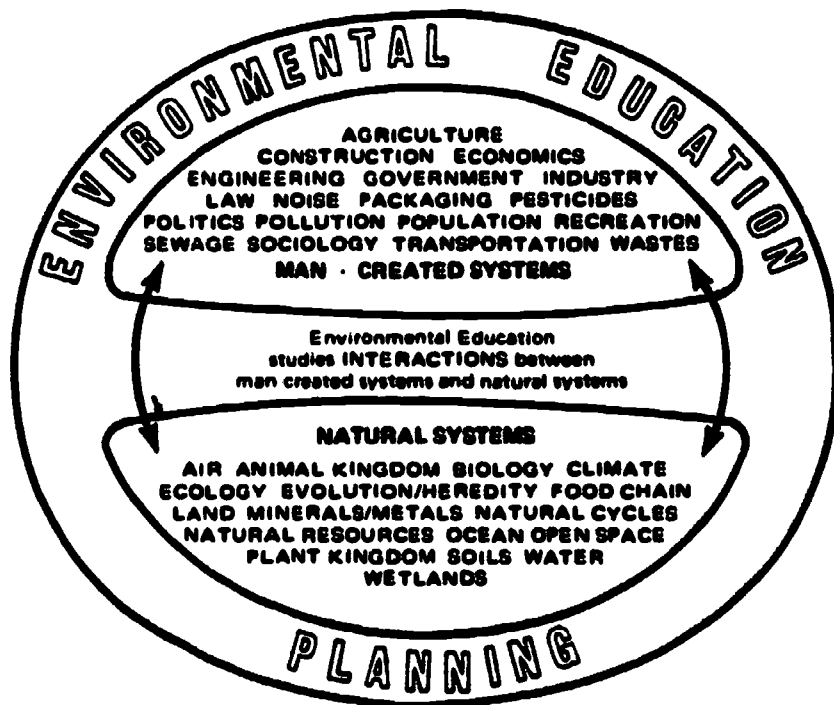 ENVIRONMENTAL EDUCATION
AGRICULTURE
CONSTRUCTION ECONOMICS
ENGINEERING GOVERNMENT INDUSTRY
LAW NOISE PACKAGING PESTICIDES
POLITICS POLLUTION POPULATION RECREATION
SEWAGE SOCIOLOGY TRANSPORTATION WASTES
MAN · CREATED SYSTEMS
Environmental Education
studies INTERACTIONS between
man created systems and natural systems
NATURAL SYSTEMS
AIR ANIMAL KINGDOM BIOLOGY CLIMATE
ECOLOGY EVOLUTION/HEREDITY FOOD CHAIN
LAND MINERALS/METALS NATURAL CYCLES
NATURAL RESOURCES OCEAN OPEN SPACE
PLANT KINGDOM SOILS WATER
WETLANDS
PLANNING